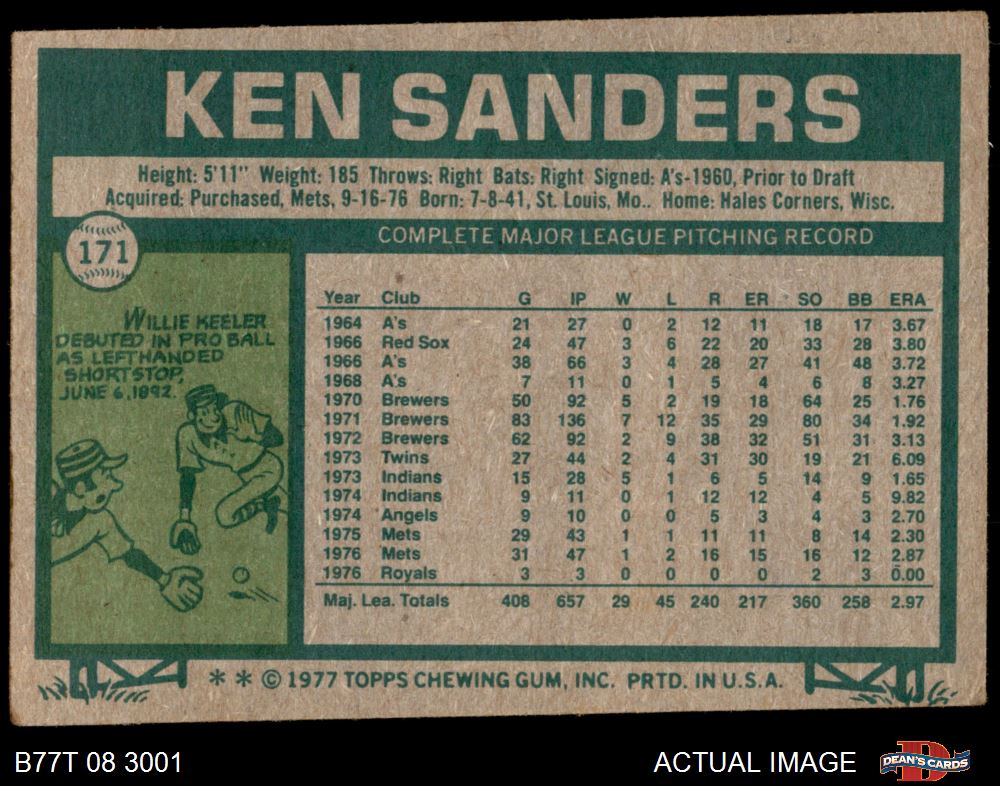 KEN SANDERS
Height: 5'11" Weight: 185 Throws: Right Bats: Right Signed: A's-1960, Prior to Draft
Acquired: Purchased, Mets, 9-16-76 Born: 7-8-41, St. Louis, Mo.. Home: Hales Corners, Wisc.
171
COMPLETE MAJOR LEAGUE PITCHING RECORD
WILLIE KEELER
DEBUTED IN PRO BALL
AS LEFTHANDED
SHORTSTOP,
JUNE 6, 1892.
Year Club G IP W L R ER SO BB ERA
1964 A's 21 27 0 2 12 11 18 17 3.67
1966 Red Sox 24 47 3 6 22 20 33 28 3.80
1966 A's 38 66 3 4 28 27 41 48 3.72
1968 A's 7 11 0 1 5 4 6 8 3.27
1970 Brewers 50 92 5 2 19 18 64 25 1.76
1971 Brewers 83 136 7 12 35 29 80 34 1.92
1972 Brewers 62 92 2 9 38 32 51 31 3.13
1973 Twins 27 44 2 4 31 30 19 21 6.09
1973 Indians 15 28 5 1 6 5 14 9 1.65
1974 Indians 9 11 0 1 12 12 4 5 9.82
1974 Angels 9 10 0 0 5 3 4 3 2.70
1975 Mets 29 43 1 1 11 11 8 14 2.30
1976 Mets 31 47 1 2 16 15 16 12 2.87
1976 Royals 3 3 0 0 0 0 2 3 0.00
Maj. Lea. Totals 408 657 29 45 240 217 360 258 2.97
* * © 1977 TOPPS CHEWING GUM, INC. PRTD. IN U.S.A.
B77T 08 3001
ACTUAL IMAGE
DEAN'S CARDS